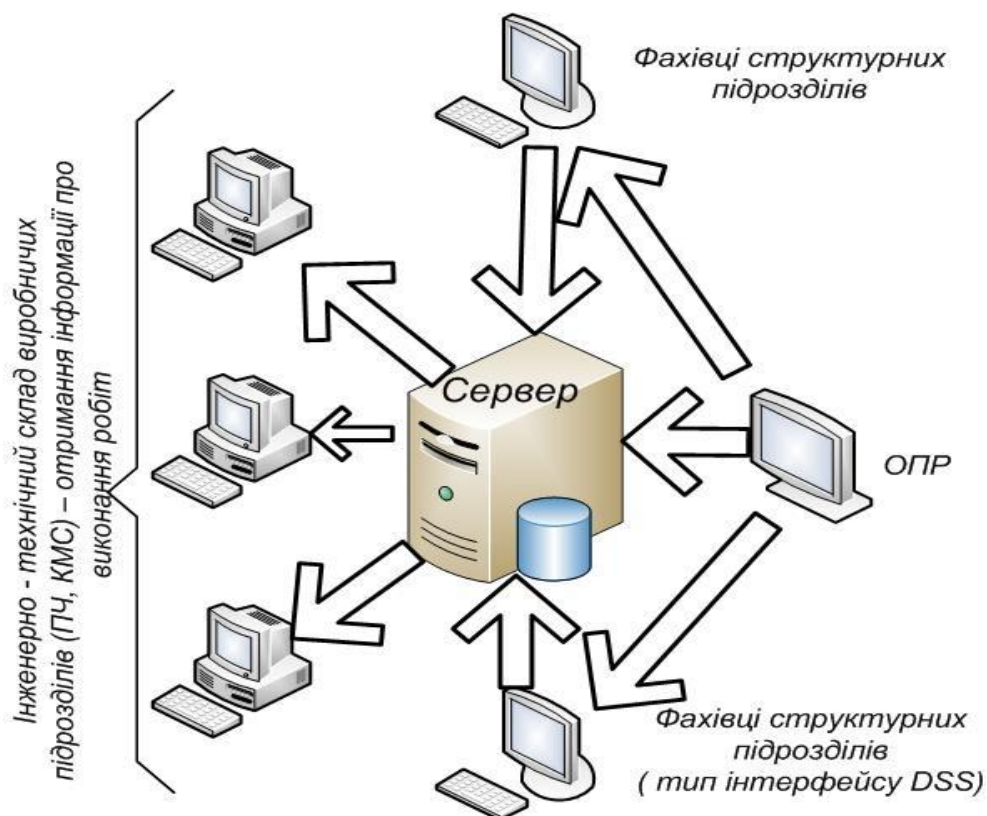 Фахівці структурних
підрозділів
Інженерно - технічний склад виробничих
підрозділів (ПЧ, КМС) – отримання інформації про
виконання робіт
Сервер
ОПР
Фахівці структурних
підрозділів
( тип інтерфейсу DSS)